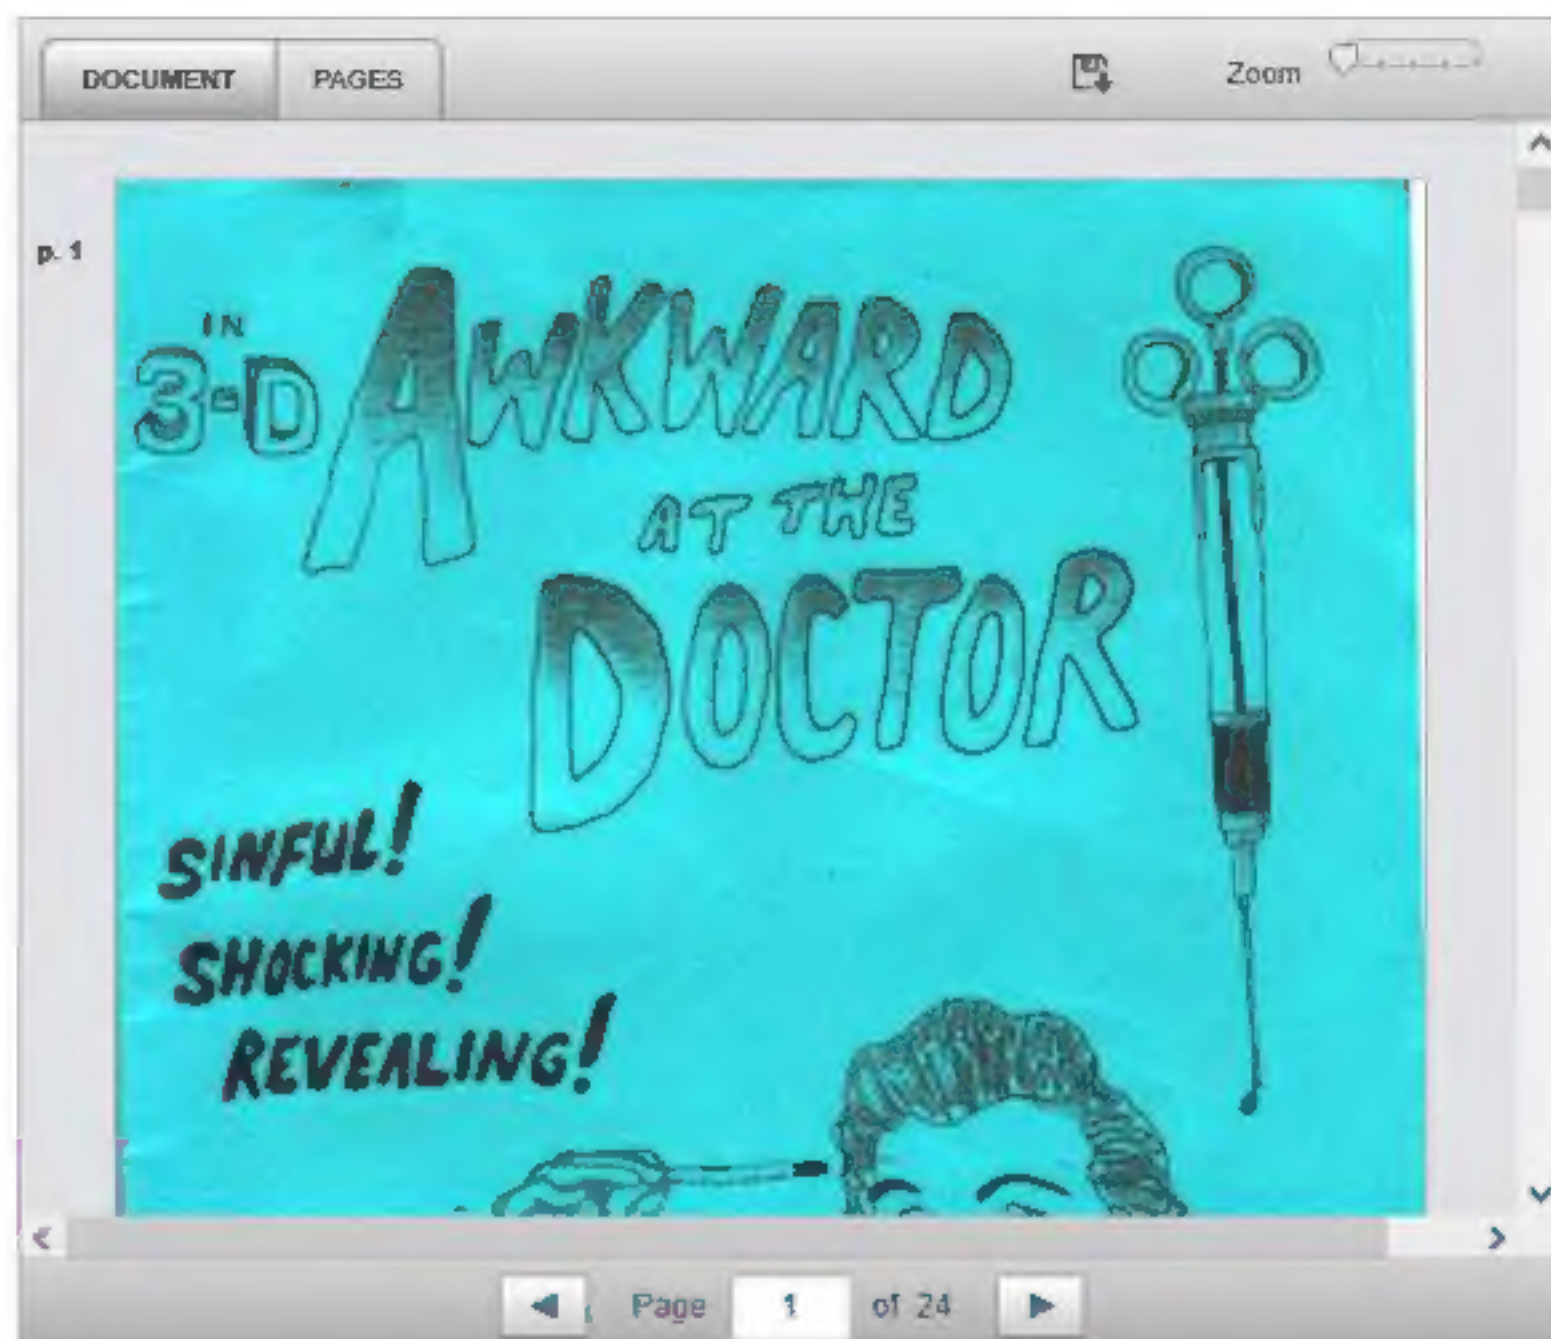 DOCUMENT PAGES Zoom
p. 1
IN
3-D AWKWARD
AT THE
DOCTOR
SINFUL!
SHOCKING!
REVEALING!
Page 1 of 24